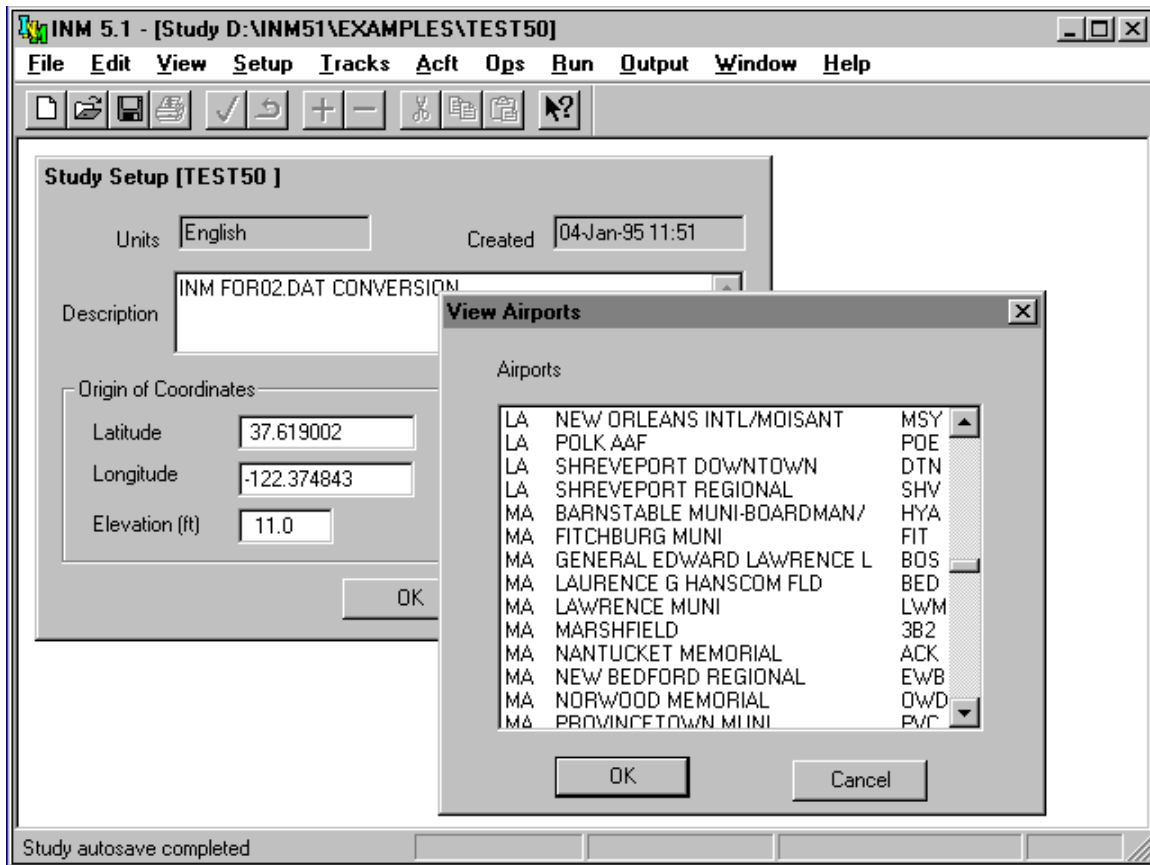 INM 5.1 - [Study D:\INM51\EXAMPLES\TEST50]
File Edit View Setup Tracks Acft Ops Run Output Window Help
Study Setup [TEST50 ]
Units English Created 04-Jan-95 11:51
Description INM FOR02.DAT CONVERSION
Origin of Coordinates
Latitude 37.619002
Longitude -122.374843
Elevation (ft) 11.0
OK
View Airports
Airports
LA NEW ORLEANS INTL/MOISANT MSY
LA POLK AAF POE
LA SHREVEPORT DOWNTOWN DTN
LA SHREVEPORT REGIONAL SHV
MA BARNSTABLE MUNI-BOARDMAN/ HYA
MA FITCHBURG MUNI FIT
MA GENERAL EDWARD LAWRENCE L BOS
MA LAURENCE G HANSCOM FLD BED
MA LAWRENCE MUNI LWM
MA MARSHFIELD 3B2
MA NANTUCKET MEMORIAL ACK
MA NEW BEDFORD REGIONAL EWB
MA NORWOOD MEMORIAL OWD
MA PROVINCETOWN MUNI PVC
OK Cancel
Study autosave completed